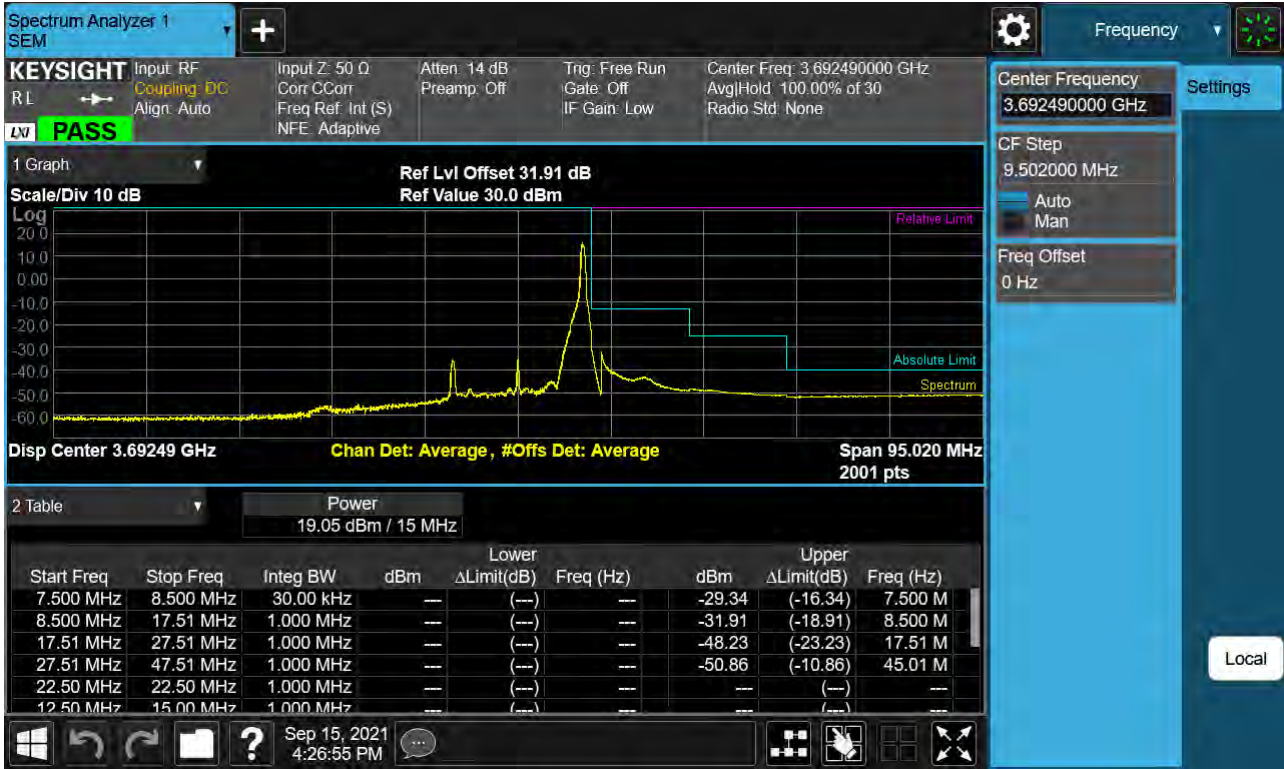 Spectrum Analyzer 1
SEM
+
Frequency
KEYSIGHT
R L
LXI
PASS
Input: RF
Coupling: DC
Align: Auto
Input Z: 50 Ω
Corr CCorr
Freq Ref: Int (S)
NFE: Adaptive
Atten: 14 dB
Preamp: Off
Trig: Free Run
Gate: Off
IF Gain: Low
Center Freq: 3.692490000 GHz
Avg|Hold: 100.00% of 30
Radio Std: None
Center Frequency
3.692490000 GHz
Settings
CF Step
9.502000 MHz
Auto
Man
Freq Offset
0 Hz
Local
1 Graph
Scale/Div 10 dB
Ref Lvl Offset 31.91 dB
Ref Value 30.0 dBm
Log
20.0
10.0
0.00
-10.0
-20.0
-30.0
-40.0
-50.0
-60.0
Relative Limit
Absolute Limit
Spectrum
Disp Center 3.69249 GHz
Chan Det: Average , #Offs Det: Average
Span 95.020 MHz
2001 pts
2 Table
Power
19.05 dBm / 15 MHz
Lower Upper
Start Freq Stop Freq Integ BW dBm ΔLimit(dB) Freq (Hz) dBm ΔLimit(dB) Freq (Hz)
7.500 MHz 8.500 MHz 30.00 kHz --- (---) --- -29.34 (-16.34) 7.500 M
8.500 MHz 17.51 MHz 1.000 MHz --- (---) --- -31.91 (-18.91) 8.500 M
17.51 MHz 27.51 MHz 1.000 MHz --- (---) --- -48.23 (-23.23) 17.51 M
27.51 MHz 47.51 MHz 1.000 MHz --- (---) --- -50.86 (-10.86) 45.01 M
22.50 MHz 22.50 MHz 1.000 MHz --- (---) --- --- (---) ---
12.50 MHz 15.00 MHz 1.000 MHz --- (---) --- --- (---) ---
?
Sep 15, 2021
4:26:55 PM